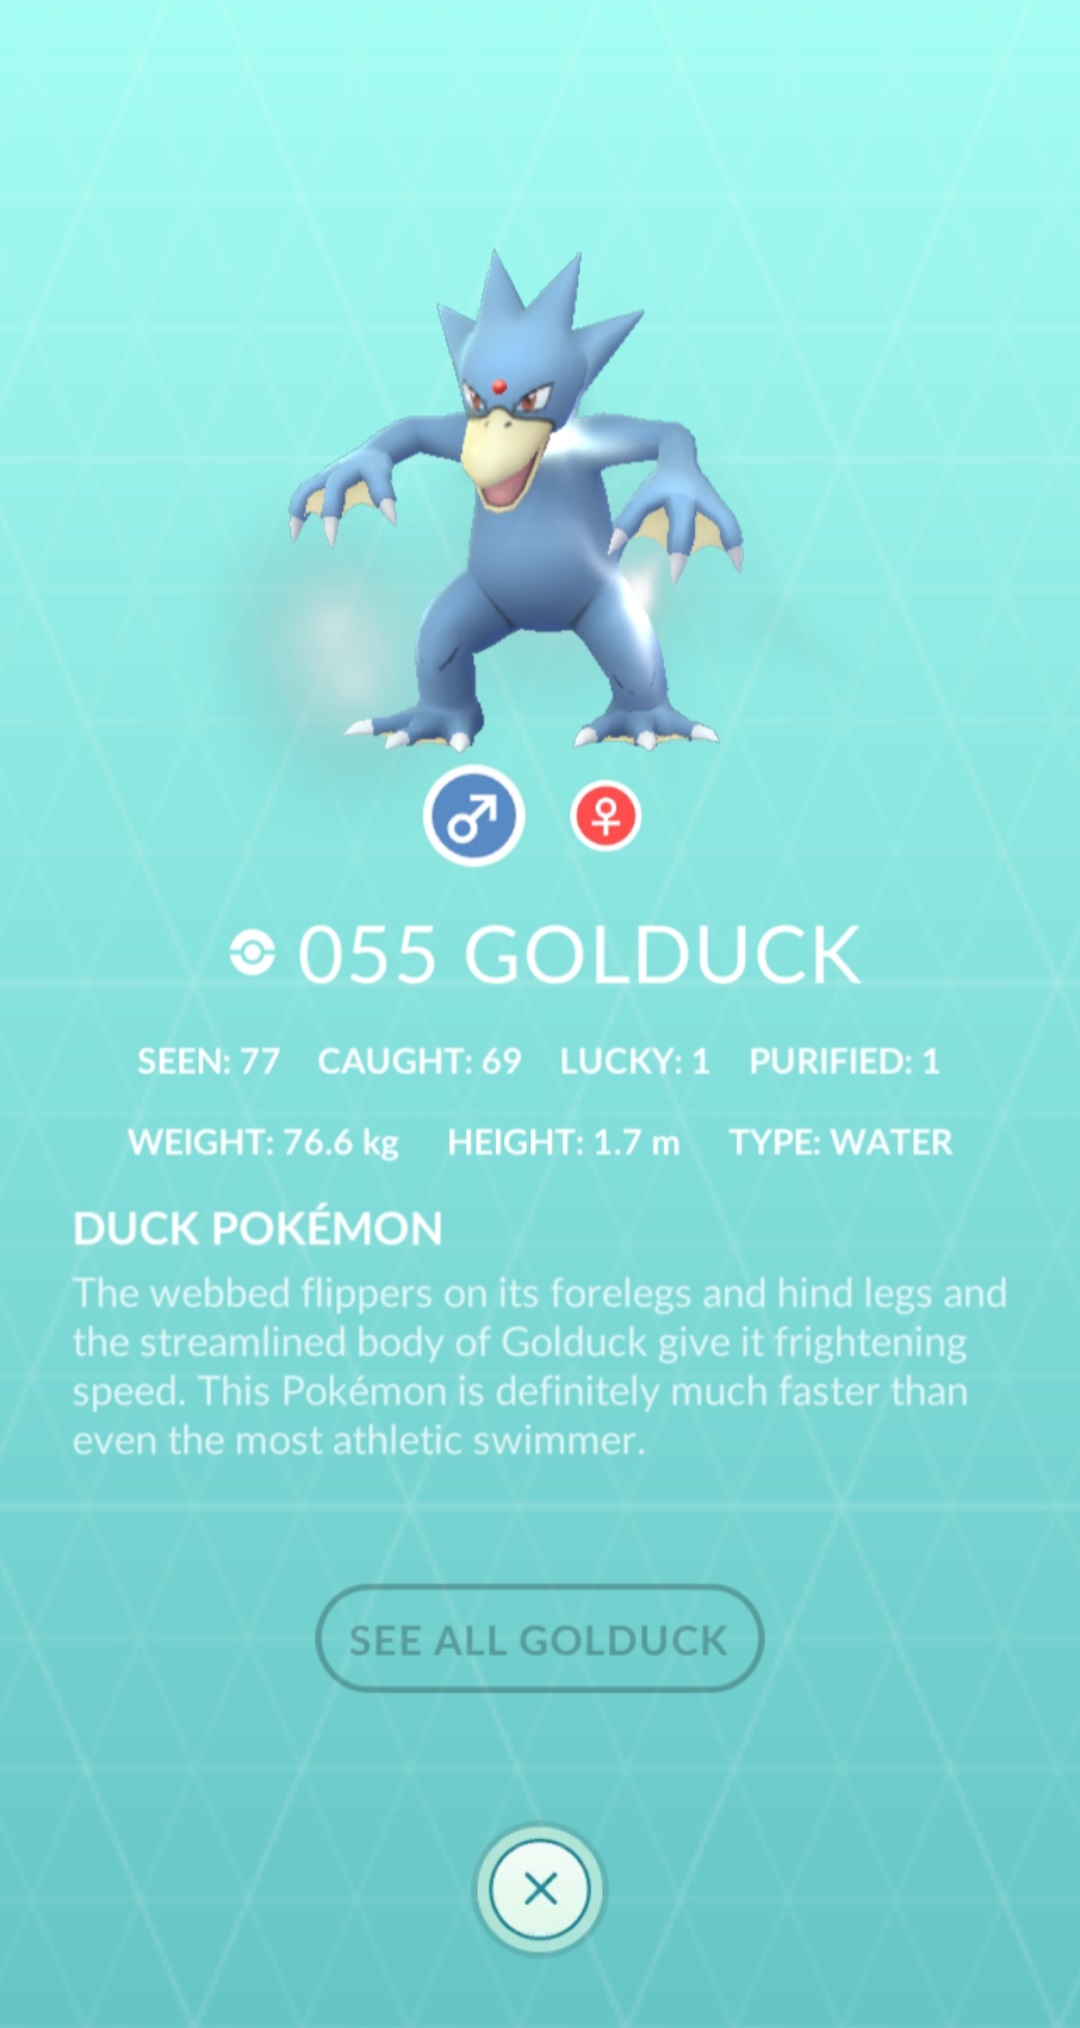 055 GOLDUCK
SEEN: 77 CAUGHT: 69 LUCKY: 1 PURIFIED: 1
WEIGHT: 76.6 kg HEIGHT: 1.7 m TYPE: WATER
DUCK POKÉMON
The webbed flippers on its forelegs and hind legs and
the streamlined body of Golduck give it frightening
speed. This Pokémon is definitely much faster than
even the most athletic swimmer.
SEE ALL GOLDUCK